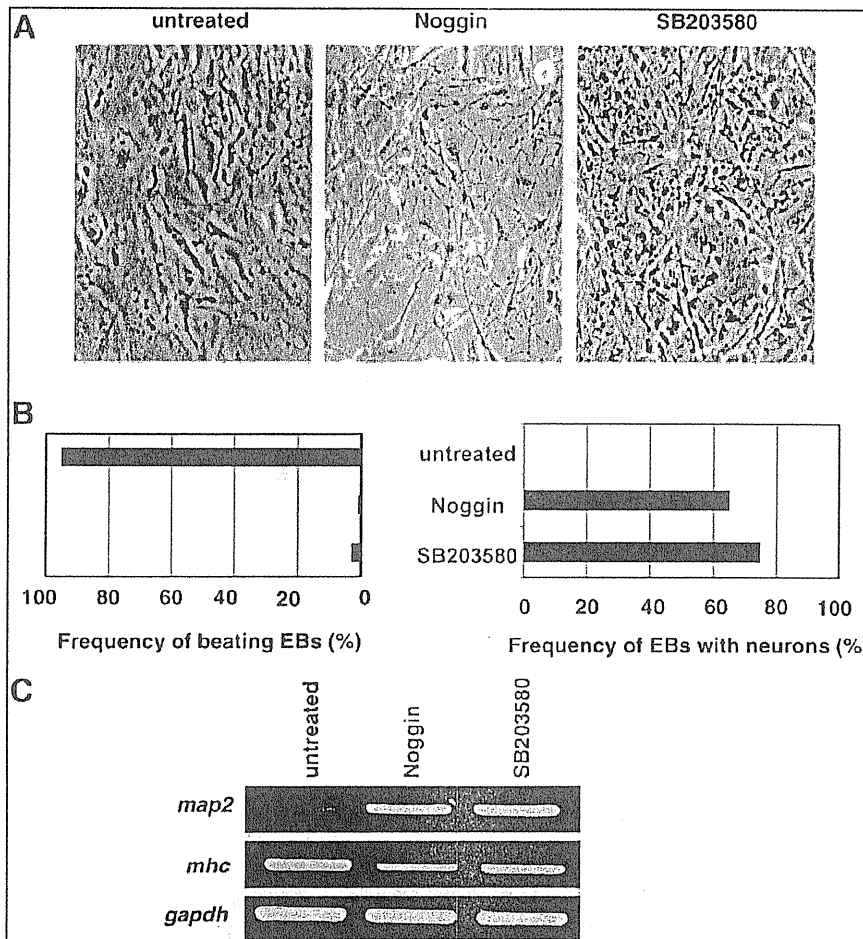 A
untreated Noggin SB203580
B
untreated
Noggin
SB203580
100 80 60 40 20 0
0 20 40 60 80 100
Frequency of beating EBs (%)
Frequency of EBs with neurons (%
C
untreated Noggin SB203580
map2
mhc
gapdh